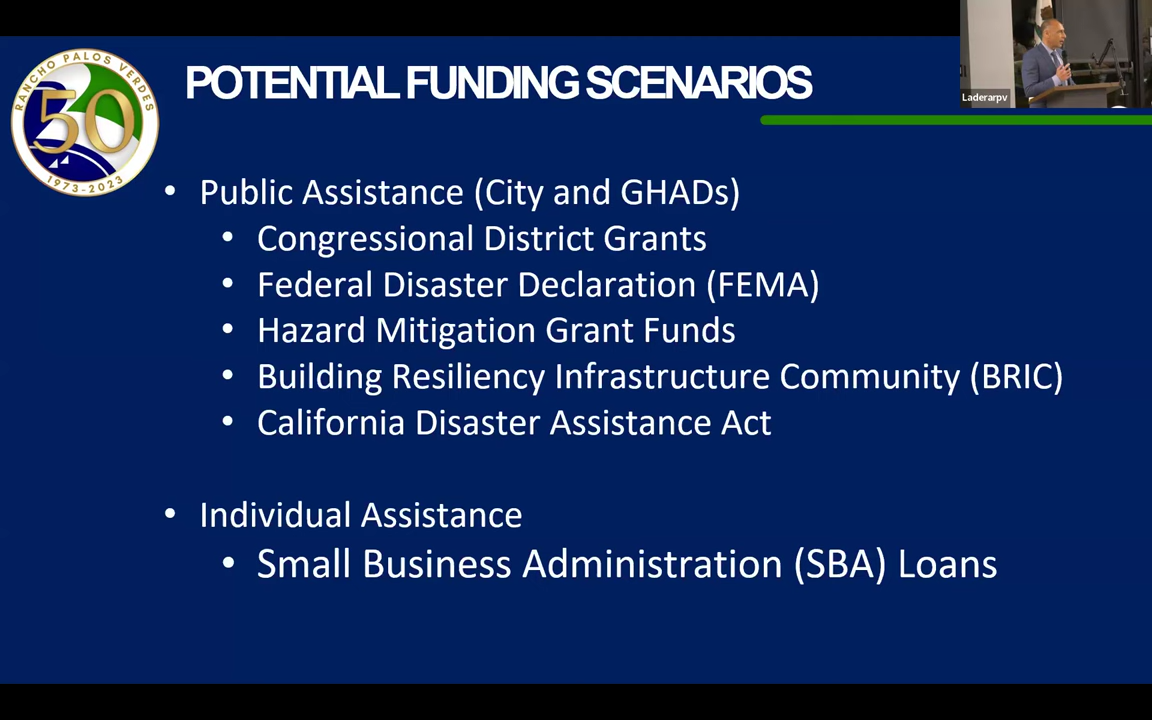 RANCHO PALOS VERDES
50
1973-2023
POTENTIAL FUNDING SCENARIOS
Laderarpv
• Public Assistance (City and GHADs)
• Congressional District Grants
• Federal Disaster Declaration (FEMA)
• Hazard Mitigation Grant Funds
• Building Resiliency Infrastructure Community (BRIC)
• California Disaster Assistance Act
• Individual Assistance
• Small Business Administration (SBA) Loans